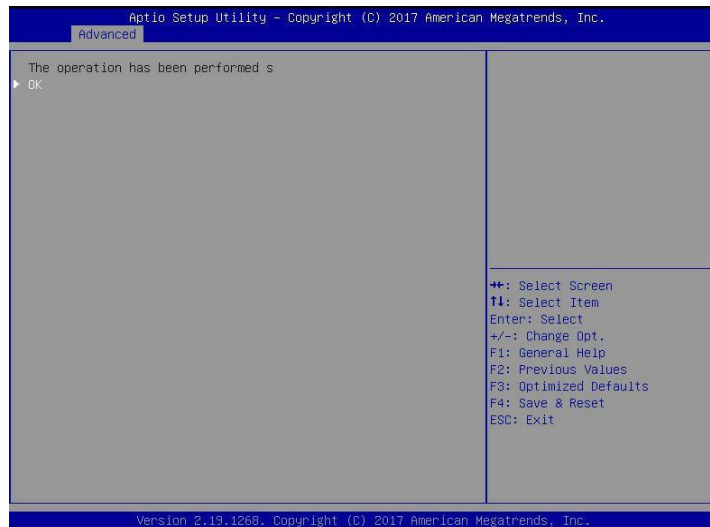 Aptio Setup Utility – Copyright (C) 2017 American Megatrends, Inc.
Advanced
The operation has been performed s
▶ OK
→←: Select Screen
↑↓: Select Item
Enter: Select
+/-: Change Opt.
F1: General Help
F2: Previous Values
F3: Optimized Defaults
F4: Save & Reset
ESC: Exit
Version 2.19.1268. Copyright (C) 2017 American Megatrends, Inc.